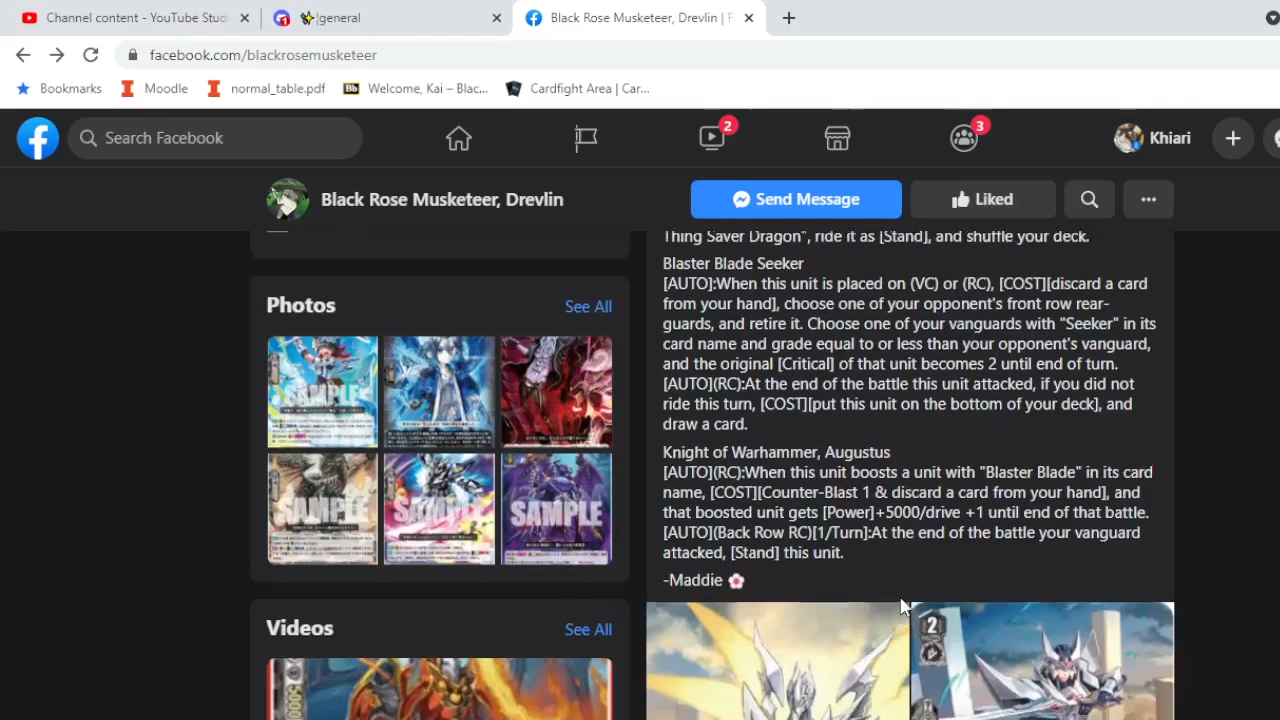 Channel content - YouTube Studi
1
|general
Black Rose Musketeer, Drevlin | F
facebook.com/blackrosemusketeer
Bookmarks
Moodle
normal_table.pdf
Bb
Welcome, Kai – Blac...
Cardfight Area | Car...
Search Facebook
2
3
Khiari
Black Rose Musketeer, Drevlin
Send Message
Liked
Photos
See All
SAMPLE
SAMPLE
SAMPLE
SAMPLE
Videos
See All
5000
Thing Saver Dragon", ride it as [Stand], and shuffle your deck.
Blaster Blade Seeker
[AUTO]:When this unit is placed on (VC) or (RC), [COST][discard a card
from your hand], choose one of your opponent's front row rear-
guards, and retire it. Choose one of your vanguards with "Seeker" in its
card name and grade equal to or less than your opponent's vanguard,
and the original [Critical] of that unit becomes 2 until end of turn.
[AUTO](RC):At the end of the battle this unit attacked, if you did not
ride this turn, [COST][put this unit on the bottom of your deck], and
draw a card.
Knight of Warhammer, Augustus
[AUTO](RC):When this unit boosts a unit with "Blaster Blade" in its card
name, [COST][Counter-Blast 1 & discard a card from your hand], and
that boosted unit gets [Power]+5000/drive +1 until end of that battle.
[AUTO](Back Row RC)[1/Turn]:At the end of the battle your vanguard
attacked, [Stand] this unit.
-Maddie 🌸
2